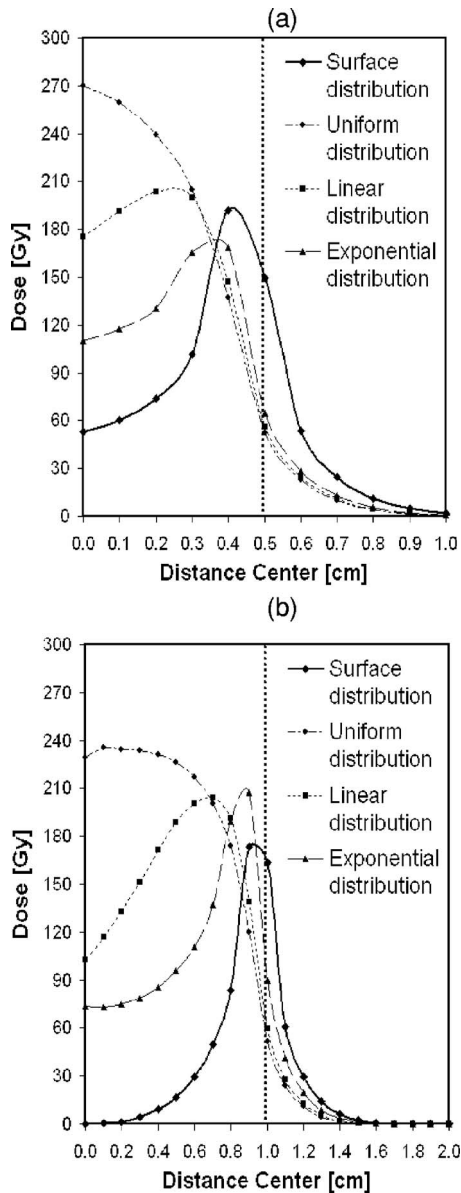 (a)
300
270
240
210
180
150
120
90
60
30
0
Dose [Gy]
Surface
distribution
Uniform
distribution
Linear
distribution
Exponential
distribution
0.0 0.1 0.2 0.3 0.4 0.5 0.6 0.7 0.8 0.9 1.0
Distance Center [cm]
(b)
300
270
240
210
180
150
120
90
60
30
0
Dose [Gy]
Surface
distribution
Uniform
distribution
Linear
distribution
Exponential
distribution
0.0 0.2 0.4 0.6 0.8 1.0 1.2 1.4 1.6 1.8 2.0
Distance Center [cm]